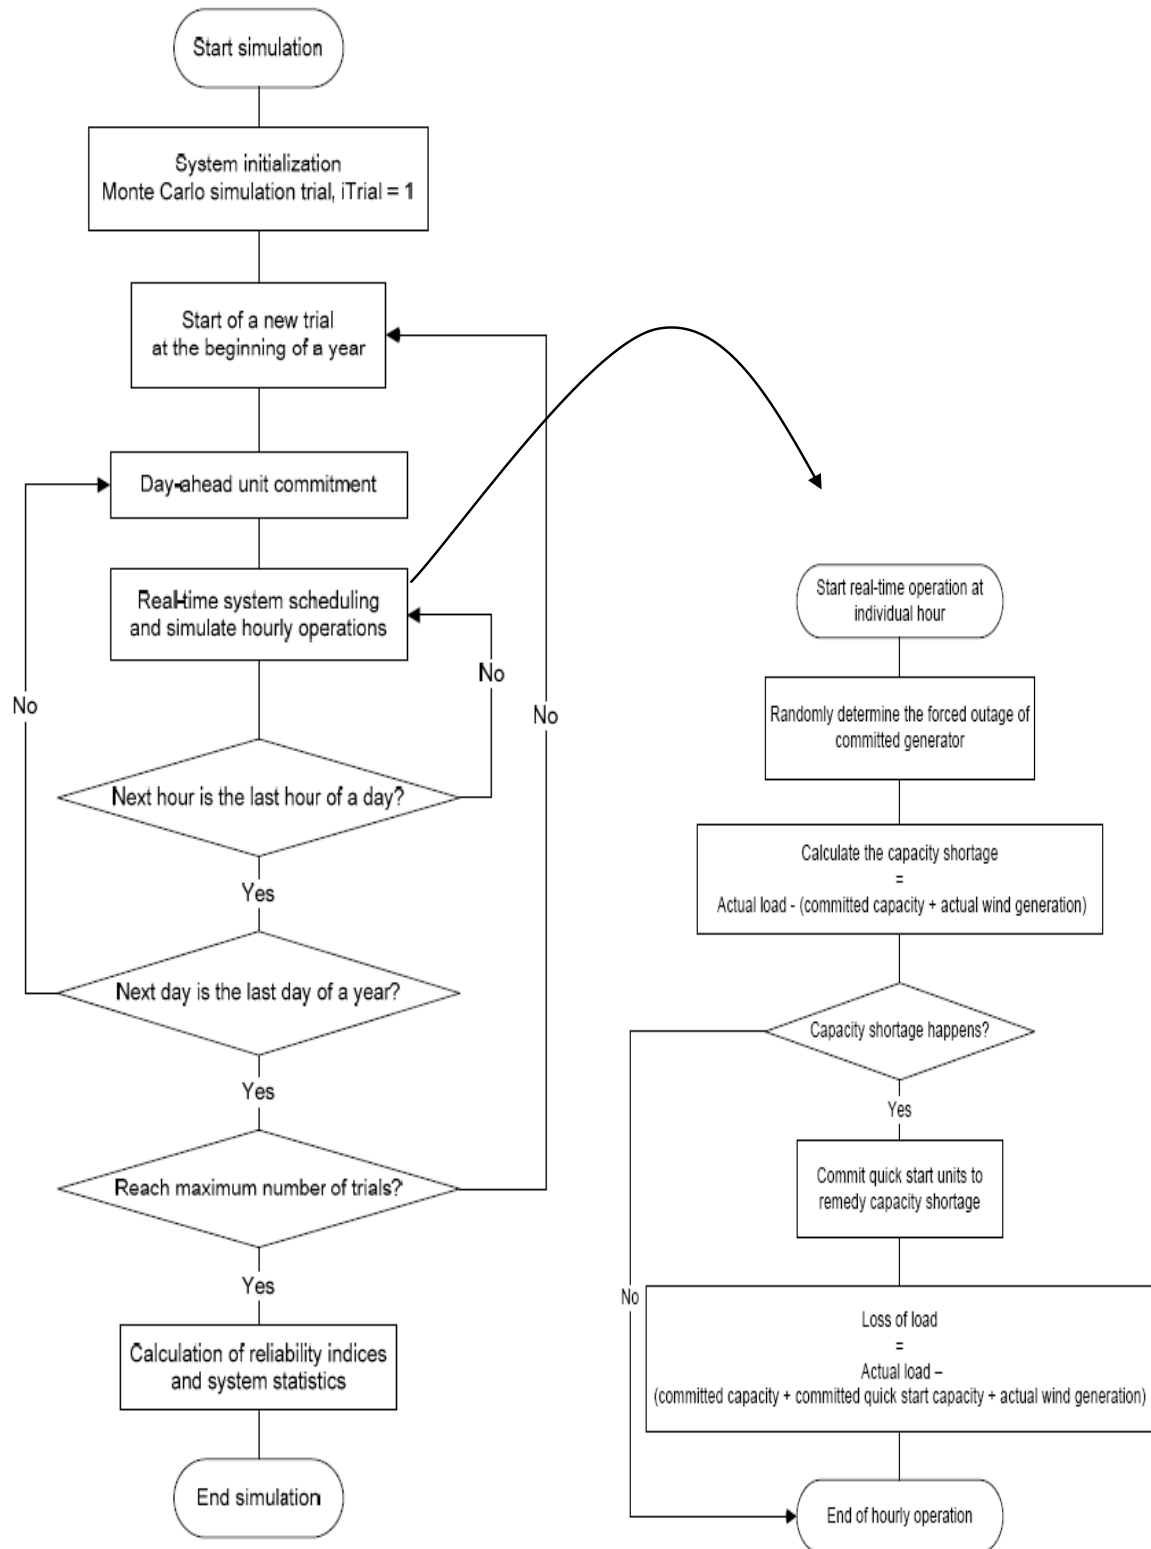 Start simulation
System initialization
Monte Carlo simulation trial, iTrial = 1
Start of a new trial
at the beginning of a year
Day-ahead unit commitment
Real-time system scheduling
and simulate hourly operations
No
No
No
Next hour is the last hour of a day?
Yes
Next day is the last day of a year?
Yes
Reach maximum number of trials?
Yes
Calculation of reliability indices
and system statistics
End simulation
Start real-time operation at
individual hour
Randomly determine the forced outage of
committed generator
Calculate the capacity shortage
=
Actual load - (committed capacity + actual wind generation)
Capacity shortage happens?
Yes
Commit quick start units to
remedy capacity shortage
No
Loss of load
=
Actual load –
(committed capacity + committed quick start capacity + actual wind generation)
End of hourly operation